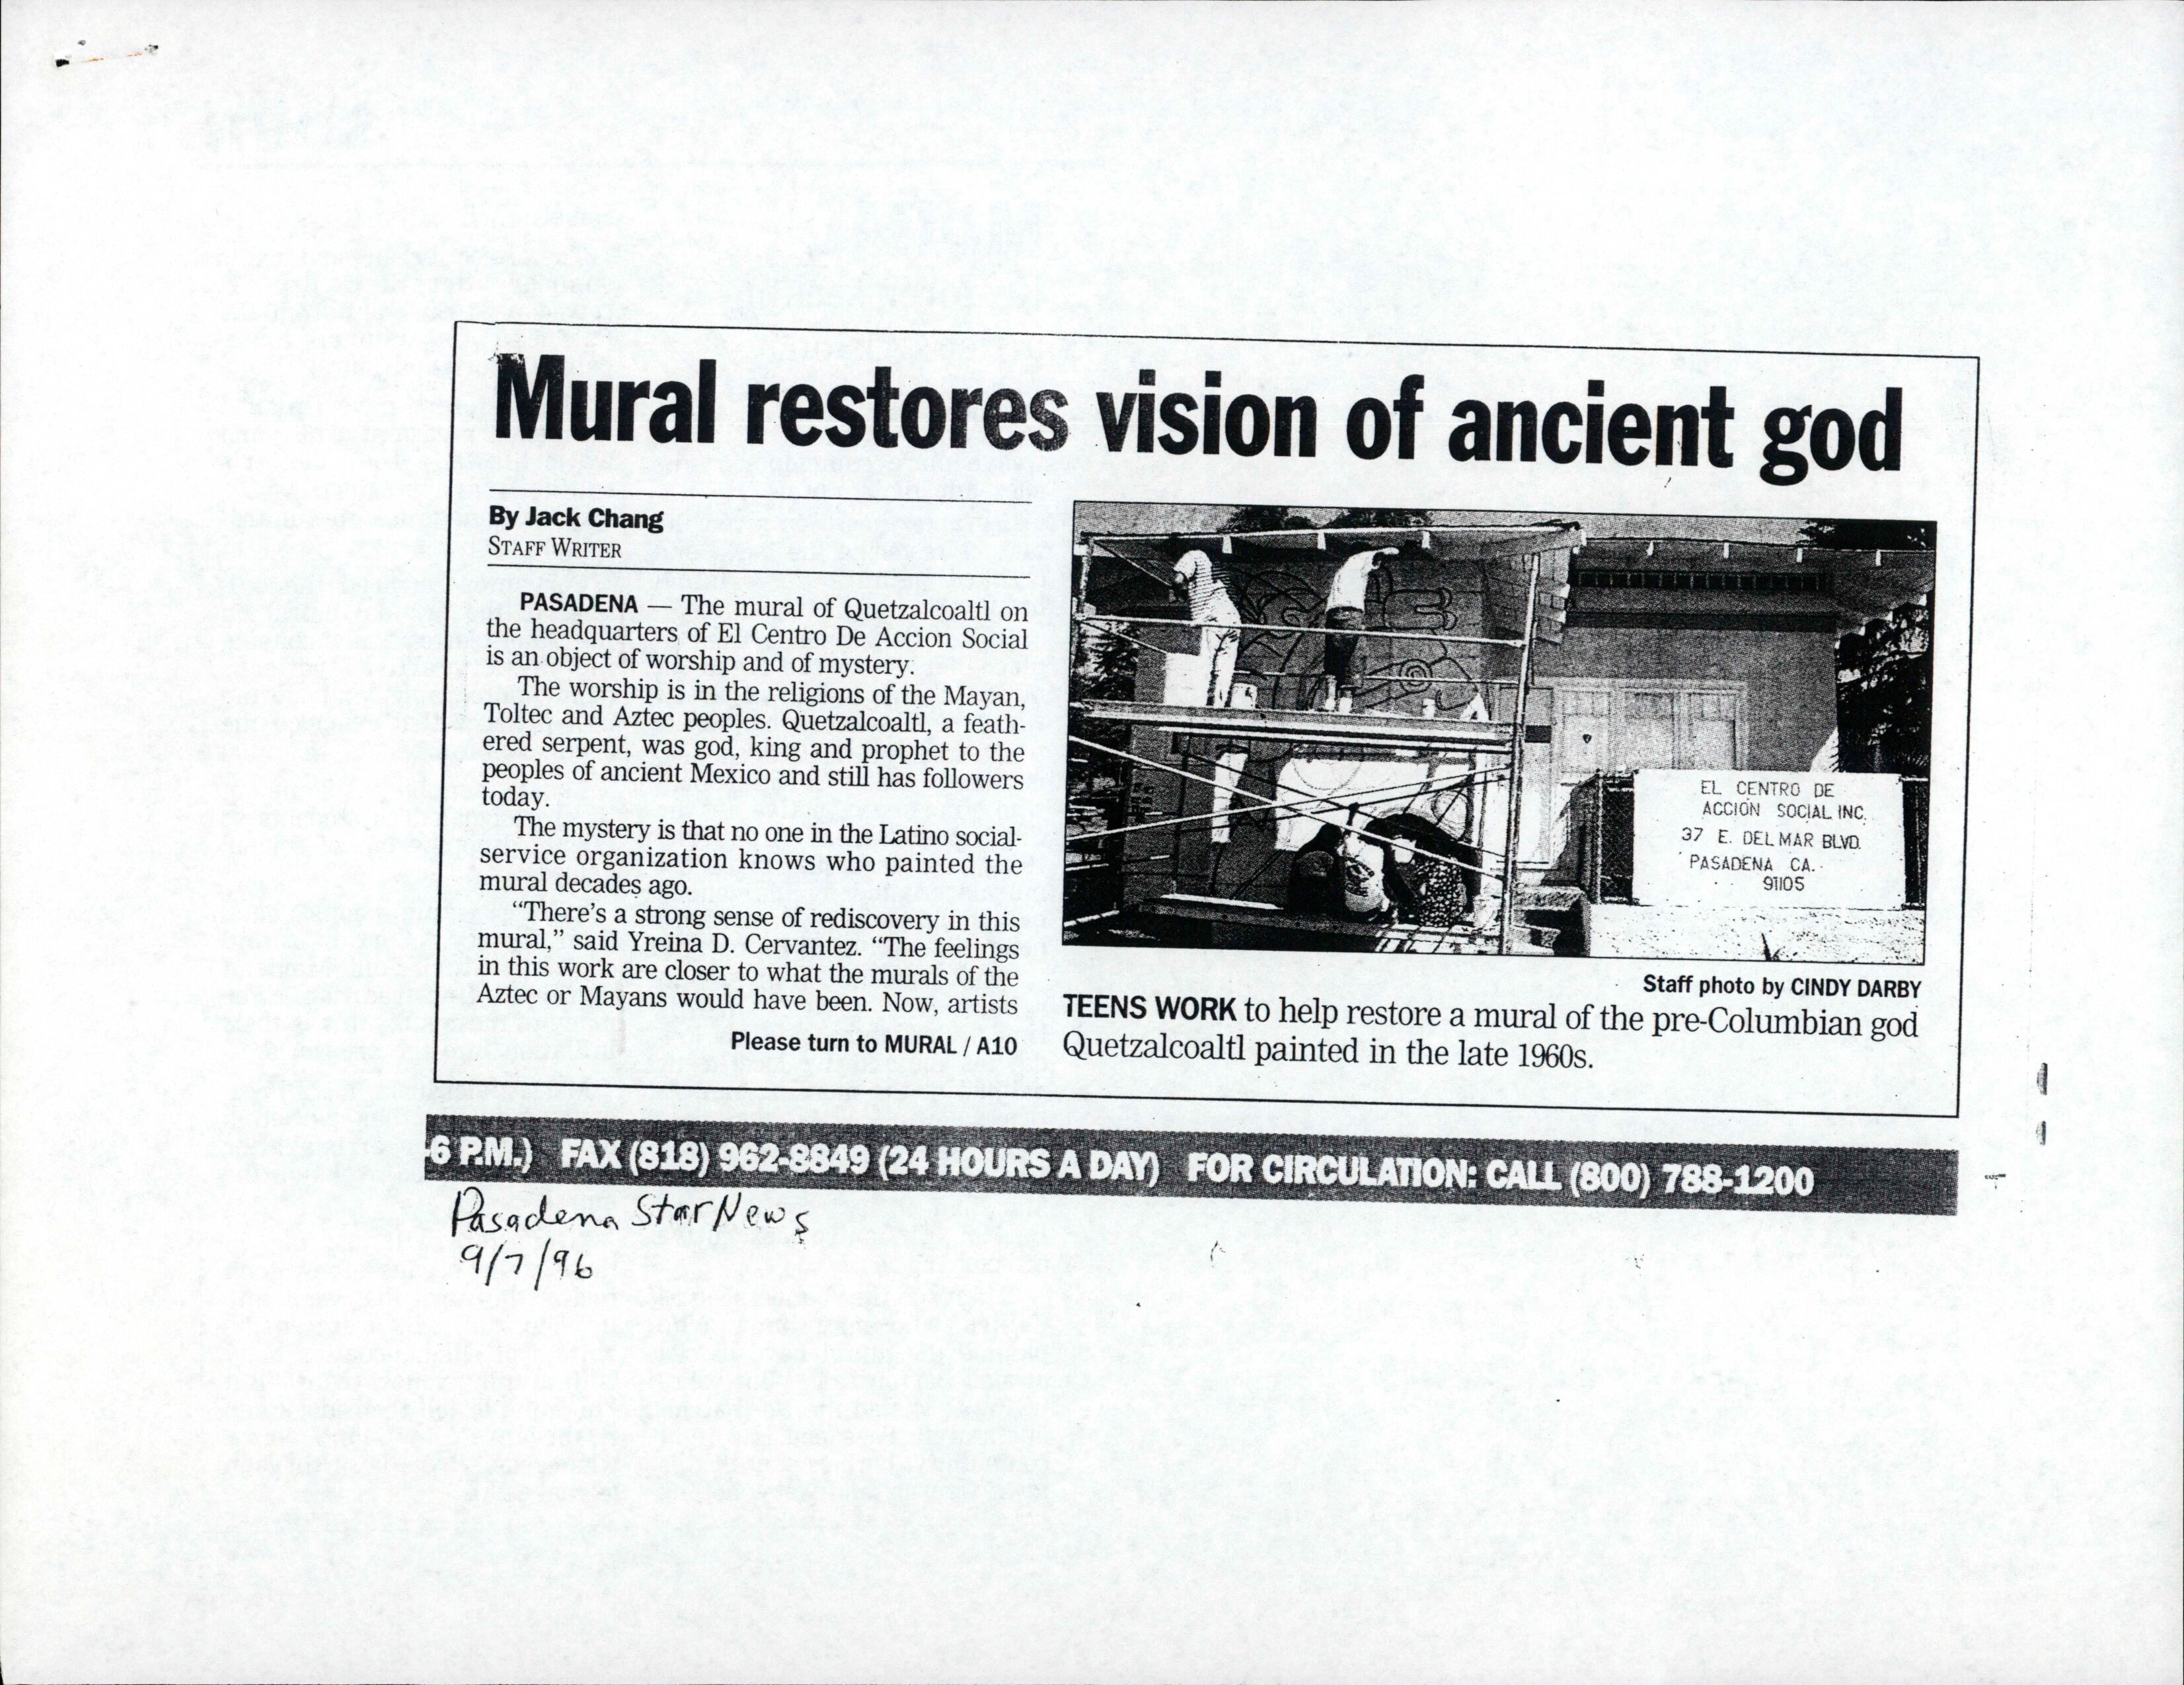 Mural restores vision of ancient god
By Jack Chang
STAFF WRITER
PASADENA — The mural of Quetzalcoaltl on
the headquarters of El Centro De Accion Social
is an object of worship and of mystery.
The worship is in the religions of the Mayan,
Toltec and Aztec peoples. Quetzalcoaltl, a feath-
ered serpent, was god, king and prophet to the
peoples of ancient Mexico and still has followers
today.
The mystery is that no one in the Latino social-
service organization knows who painted the
mural decades ago.
“There’s a strong sense of rediscovery in this
mural,” said Yreina D. Cervantez. “The feelings
in this work are closer to what the murals of the
Aztec or Mayans would have been. Now, artists
Please turn to MURAL / A10
EL CENTRO DE
ACCIÓN SOCIAL INC.
37 E. DEL MAR BLVD.
PASADENA CA.
91105
Staff photo by CINDY DARBY
TEENS WORK to help restore a mural of the pre-Columbian god
Quetzalcoaltl painted in the late 1960s.
-6 P.M.) FAX (818) 962-8849 (24 HOURS A DAY) FOR CIRCULATION: CALL (800) 788-1200
Pasadena Star News
9/7/96